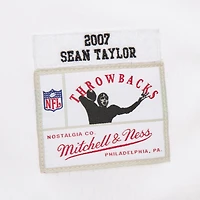 2007
SEAN TAYLOR
THROWBACKS
NFL
NOSTALGIA CO.
Mitchell & Ness
PHILADELPHIA, PA.